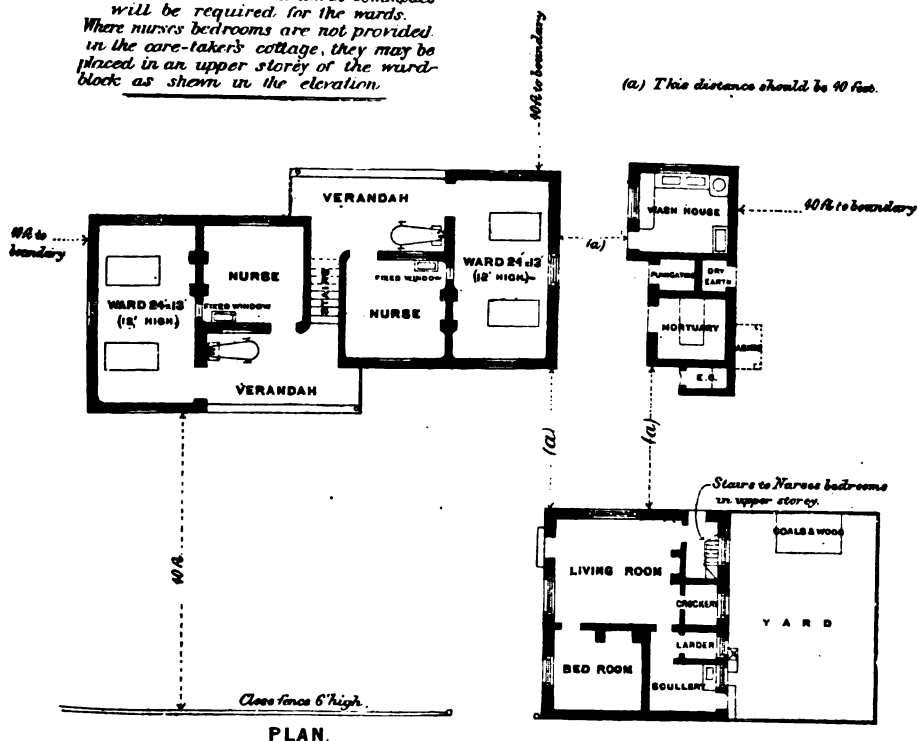 will be required for the wards.
Where nurses bedrooms are not provided
in the care-taker's cottage, they may be
placed in an upper storey of the ward-
block as shewn in the elevation
40 ft to boundary
(a) This distance should be 40 feet.
VERANDAH
WASH HOUSE
40 ft to boundary
40 ft to
boundary
(a)
NURSE
FIXED WINDOW
WARD 24'x13'
(12' HIGH)
STAIRS
FUMIGATING
DRY
EARTH
WARD 24'x13'
(12' HIGH)
FIXED WINDOW
NURSE
MORTUARY
ASHES
VERANDAH
E.C.
(a)
(a)
Stairs to Nurses bedrooms
in upper storey.
COALS & WOOD
40 ft
LIVING ROOM
CROCKERY
YARD
LARDER
BED ROOM
SCULLERY
Close fence 6' high.
PLAN.